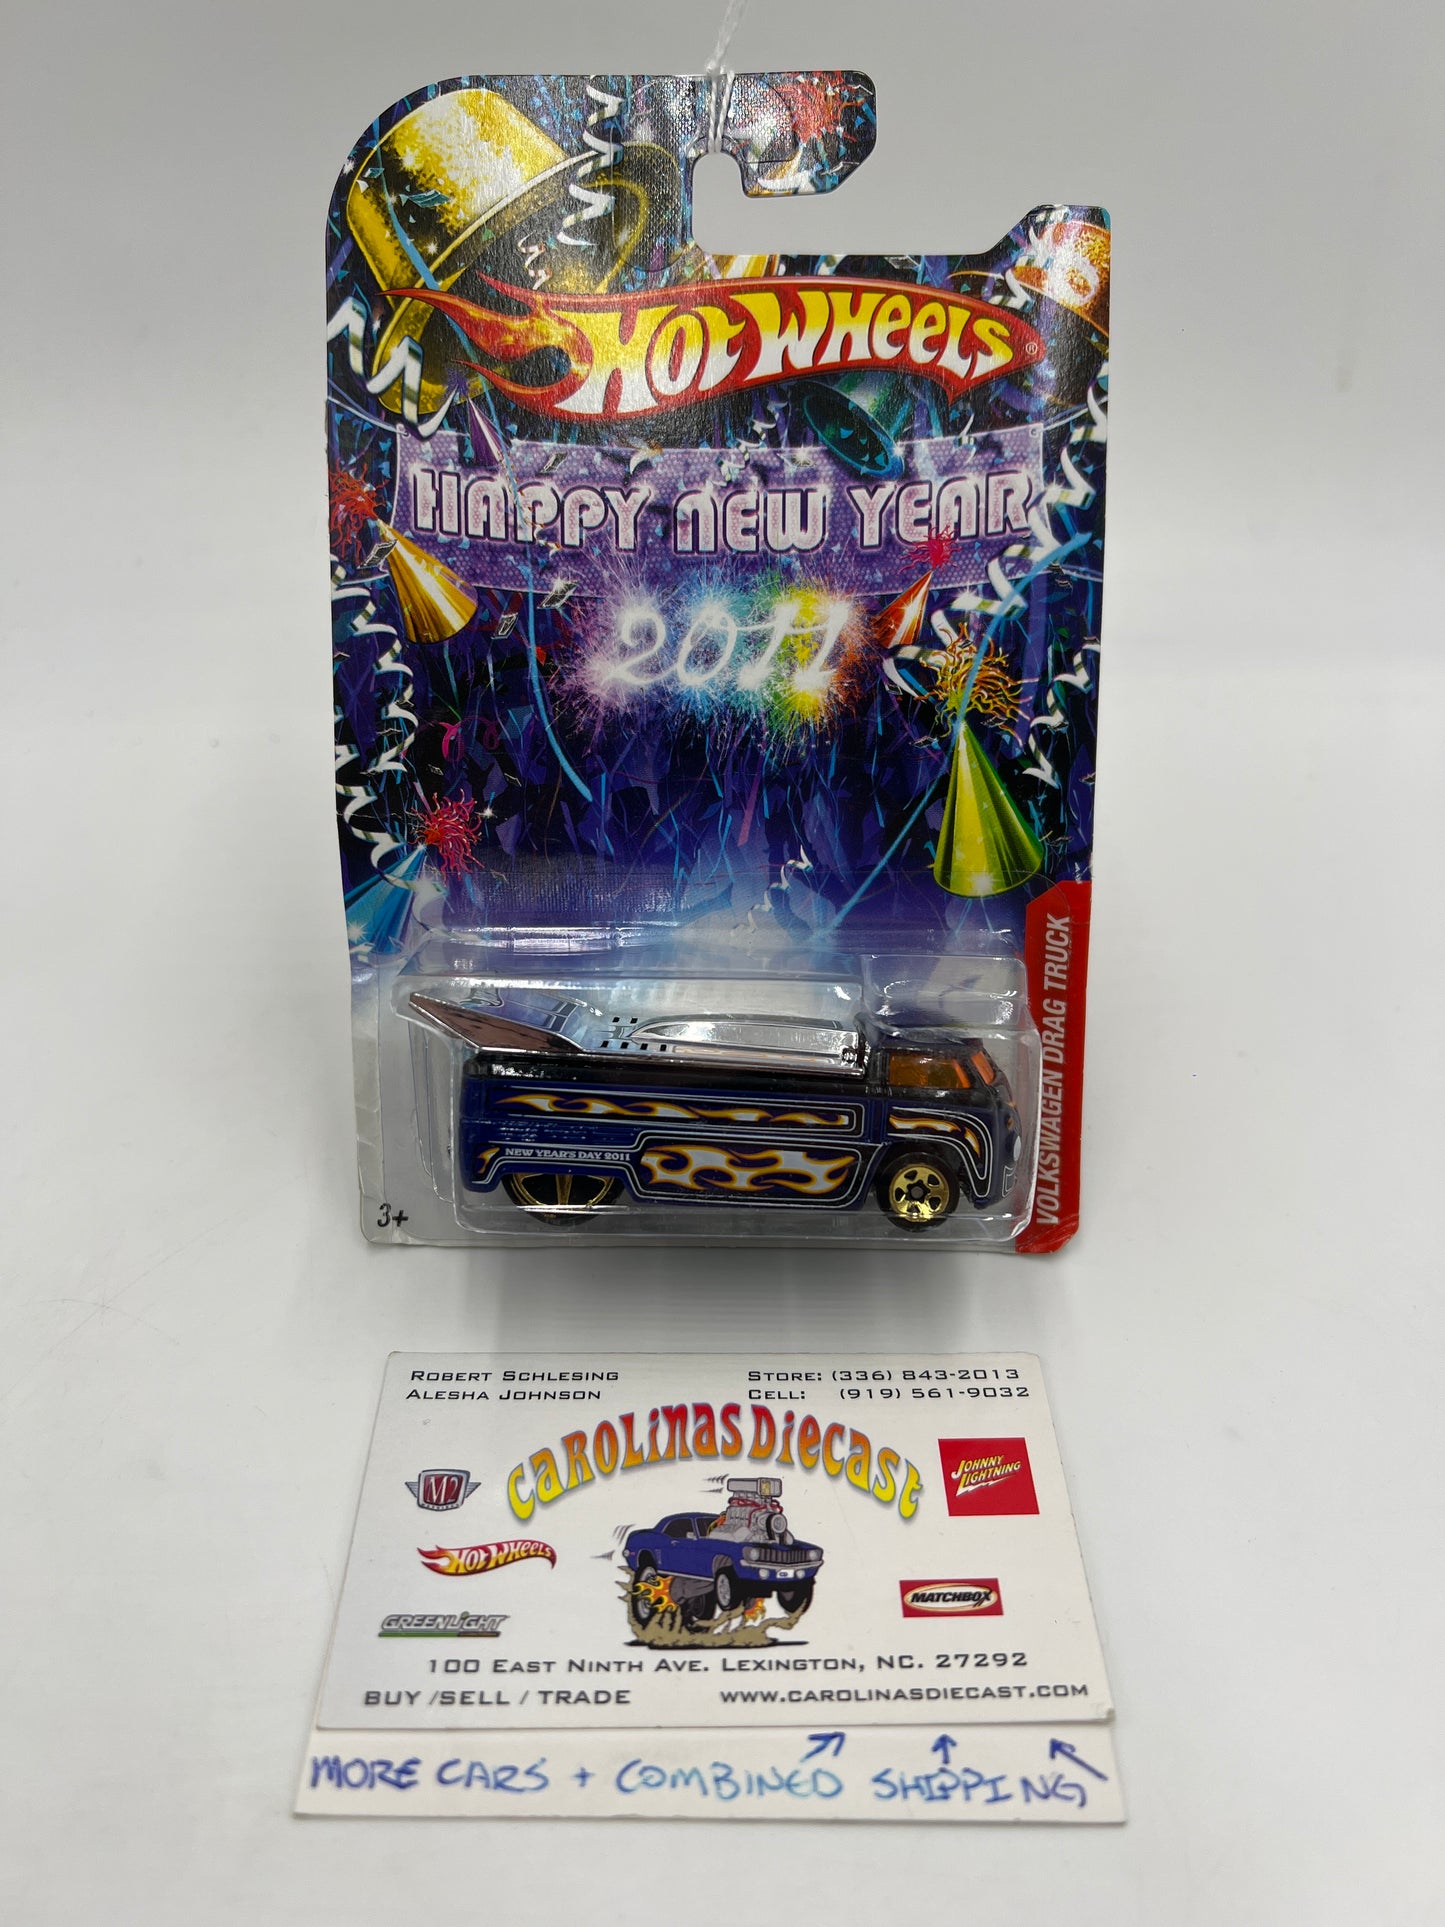 HOT WHEELS®
HAPPY NEW YEAR
2011
VOLKSWAGEN DRAG TRUCK
NEW YEAR'S DAY 2011
3+
ROBERT SCHLESING STORE: (336) 843-2013
ALESHA JOHNSON CELL: (919) 561-9032
CAROLINAS DIECAST
M2
JOHNNY LIGHTNING
HOT WHEELS
MATCHBOX
GREENLIGHT
100 EAST NINTH AVE. LEXINGTON, NC. 27292
BUY /SELL / TRADE WWW.CAROLINASDIECAST.COM
MORE CARS + COMBINED SHIPPING